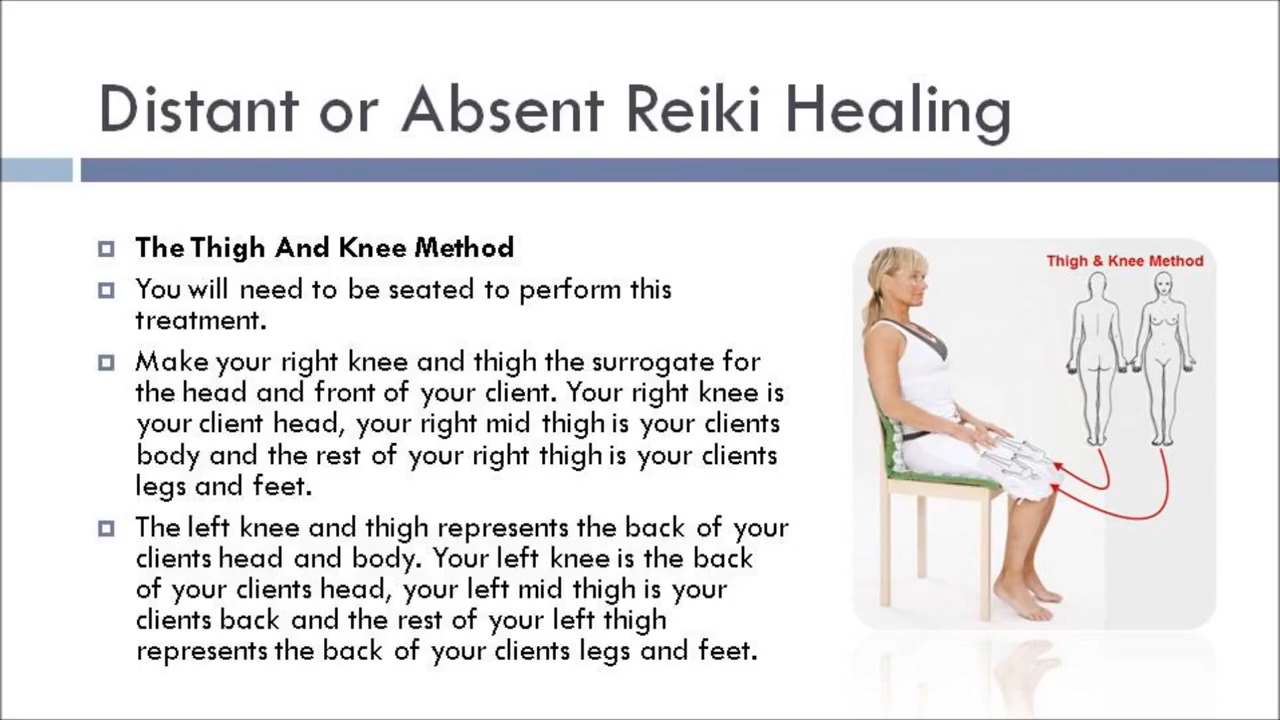 Distant or Absent Reiki Healing
The Thigh And Knee Method
You will need to be seated to perform this
treatment.
Make your right knee and thigh the surrogate for
the head and front of your client. Your right knee is
your client head, your right mid thigh is your clients
body and the rest of your right thigh is your clients
legs and feet.
The left knee and thigh represents the back of your
clients head and body. Your left knee is the back
of your clients head, your left mid thigh is your
clients back and the rest of your left thigh
represents the back of your clients legs and feet.
Thigh & Knee Method